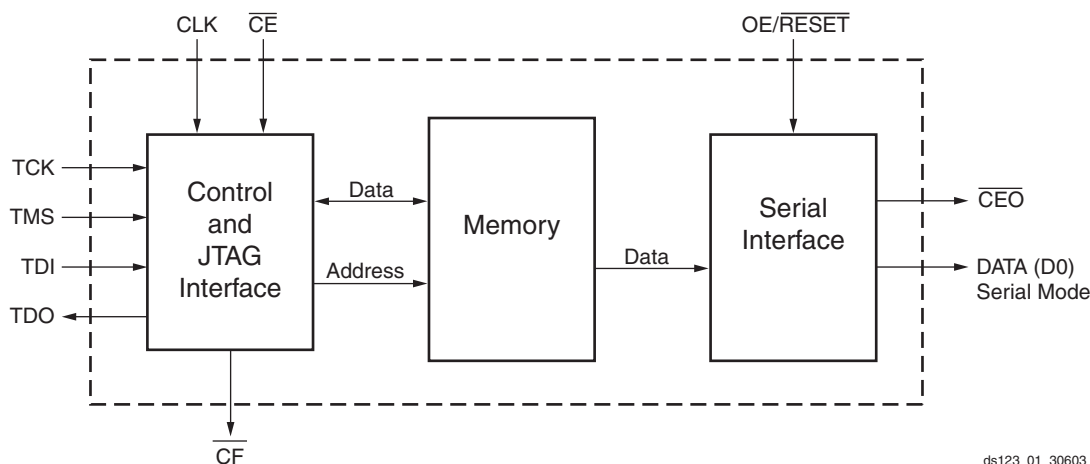 CLK
CE
OE/RESET
TCK
TMS
TDI
TDO
Control
and
JTAG
Interface
Data
Address
Memory
Data
Serial
Interface
CEO
DATA (D0)
Serial Mode
CF
ds123_01_30603